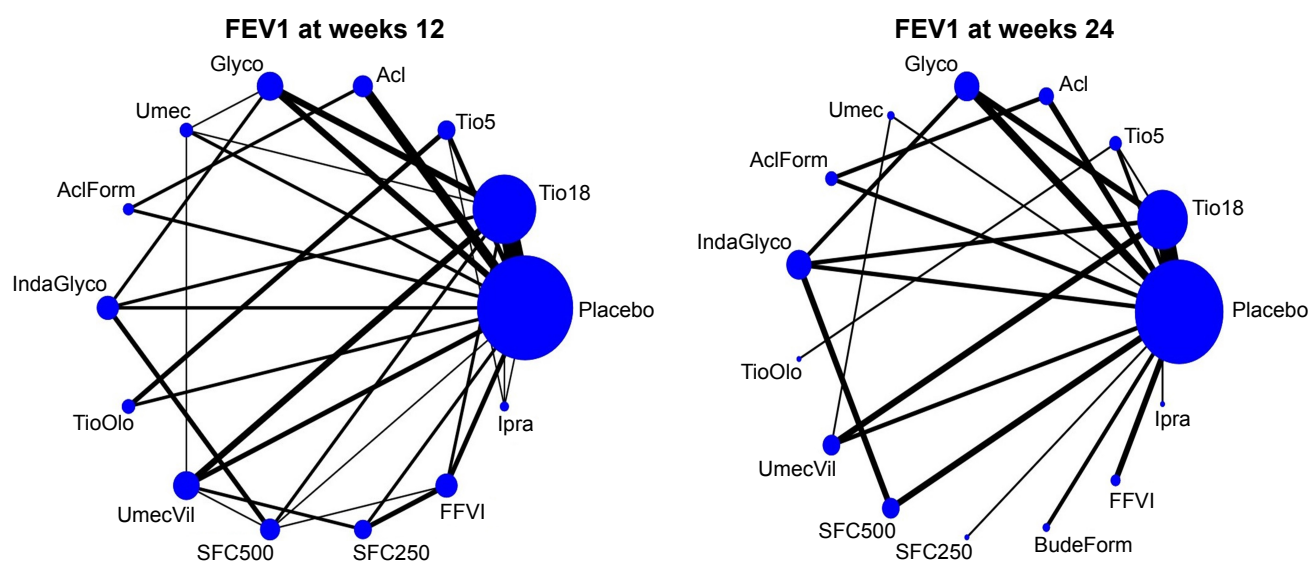 FEV1 at weeks 12
Glyco
Acl
Umec
Tio5
AclForm
Tio18
IndaGlyco
Placebo
TioOlo
Ipra
UmecVil
FFVI
SFC500
SFC250
FEV1 at weeks 24
Glyco
Acl
Umec
Tio5
AclForm
Tio18
IndaGlyco
Placebo
TioOlo
Ipra
UmecVil
FFVI
SFC500
SFC250
BudeForm